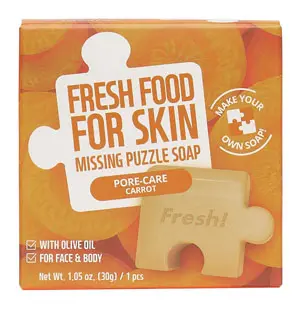 FRESH FOOD
FOR SKIN
MISSING PUZZLE SOAP
PORE-CARE
CARROT
MAKE YOUR
OWN SOAP!
Fresh!
WITH OLIVE OIL
FOR FACE & BODY
Net Wt. 1.05 oz. (30g) / 1 pcs